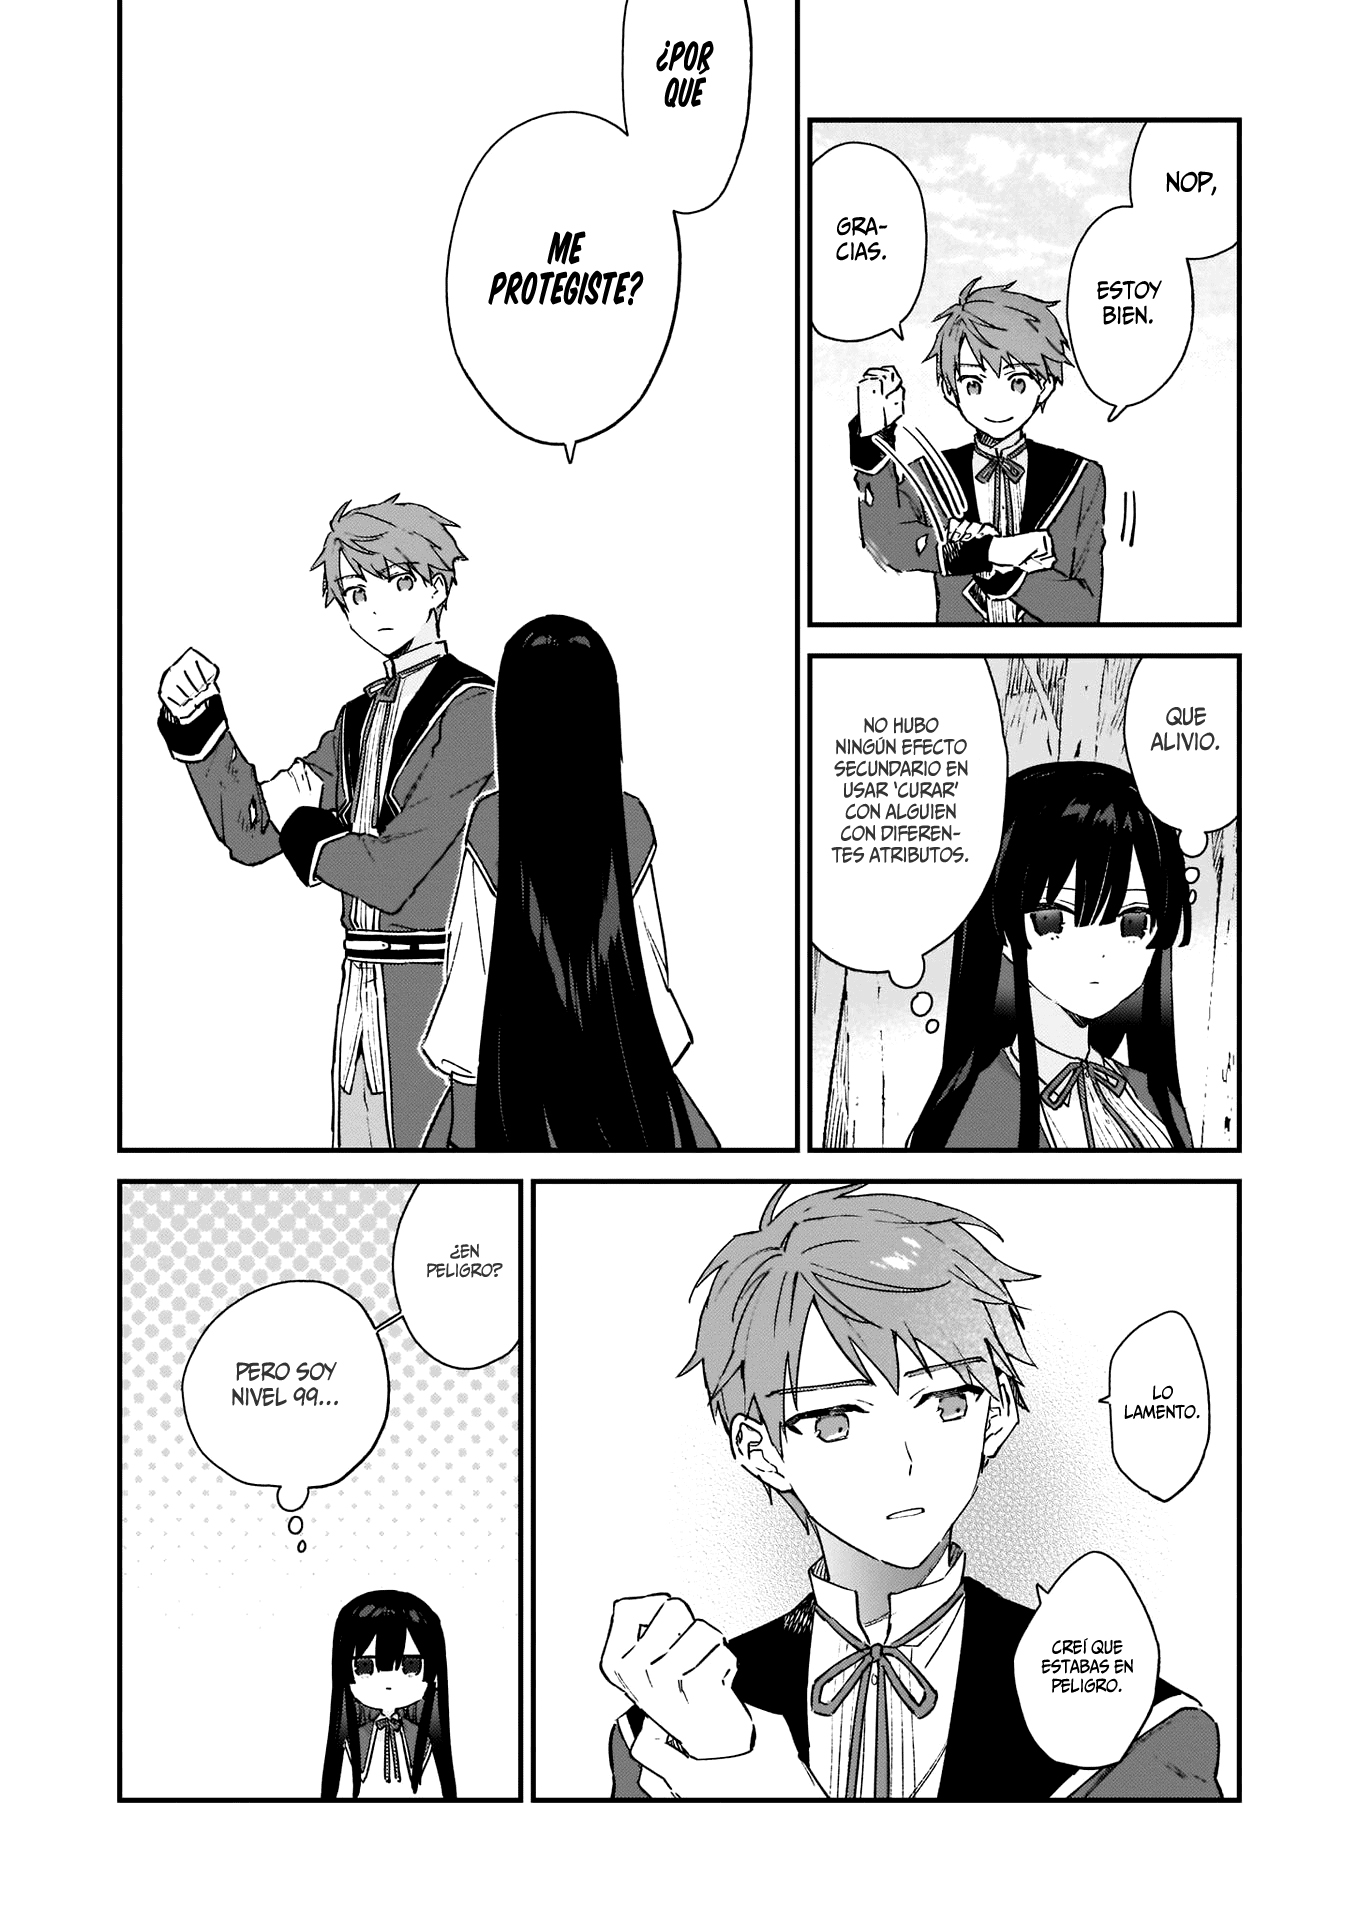 NOP,
ESTOY
BIEN.
GRA-
CIAS.
QUE
ALIVIO.
NO HUBO
NINGÚN EFECTO
SECUNDARIO EN
USAR 'CURAR'
CON ALGUIEN
CON DIFEREN-
TES ATRIBUTOS.
¿POR
QUÉ
ME
PROTEGISTE?
LO
LAMENTO.
CREÍ QUE
ESTABAS EN
PELIGRO.
¿EN
PELIGRO?
PERO SOY
NIVEL 99...